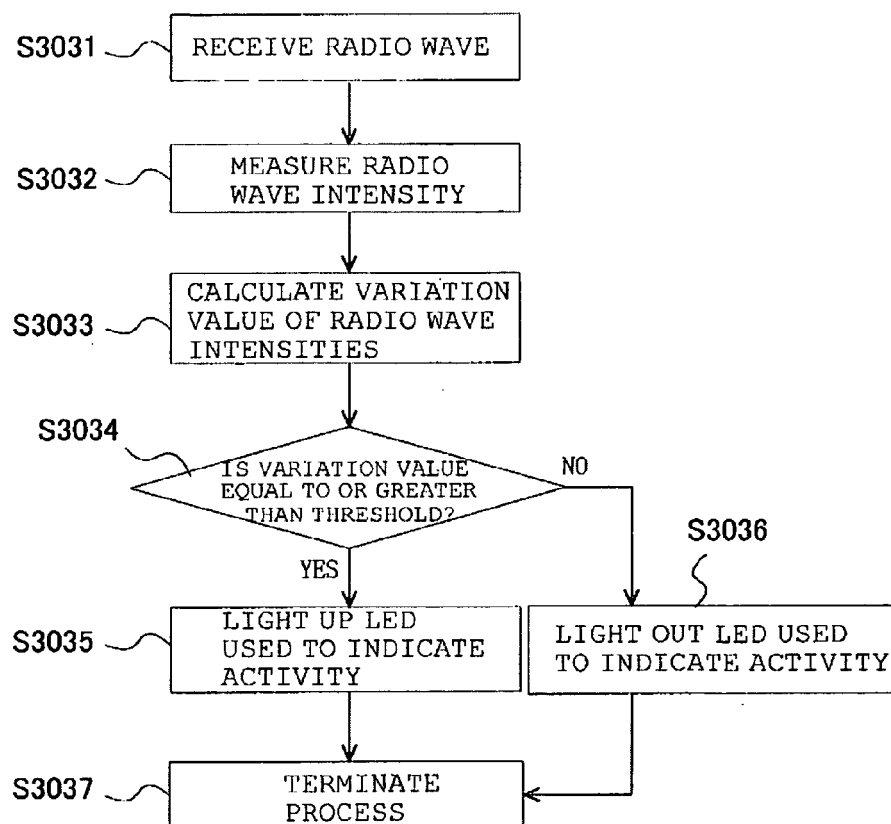 S3031
RECEIVE RADIO WAVE
S3032
MEASURE RADIO
WAVE INTENSITY
S3033
CALCULATE VARIATION
VALUE OF RADIO WAVE
INTENSITIES
S3034
IS VARIATION VALUE
EQUAL TO OR GREATER
THAN THRESHOLD?
NO
YES
S3035
LIGHT UP LED
USED TO INDICATE
ACTIVITY
S3036
LIGHT OUT LED USED
TO INDICATE ACTIVITY
S3037
TERMINATE
PROCESS